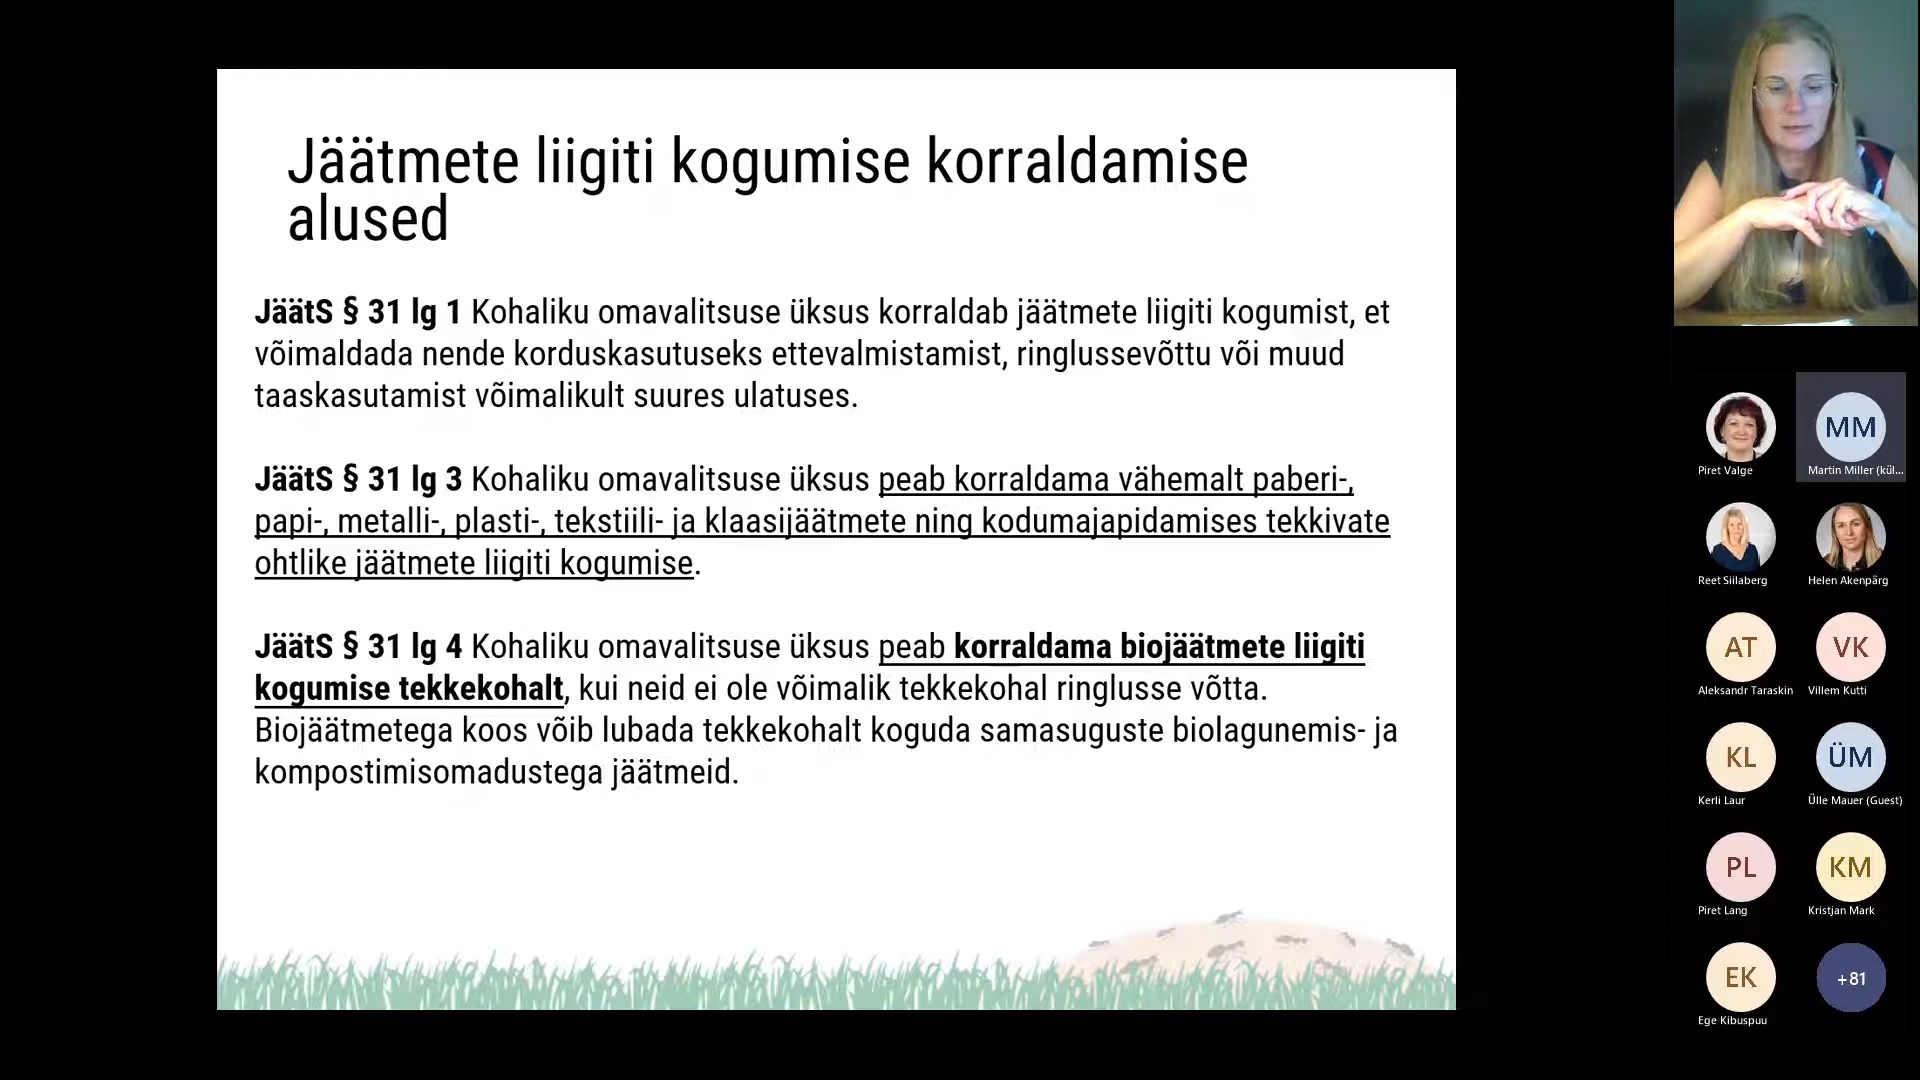 Jäätmete liigiti kogumise korraldamise
alused
JäätS § 31 lg 1 Kohaliku omavalitsuse üksus korraldab jäätmete liigiti kogumist, et
võimaldada nende korduskasutuseks ettevalmistamist, ringlussevõttu või muud
taaskasutamist võimalikult suures ulatuses.
JäätS § 31 lg 3 Kohaliku omavalitsuse üksus peab korraldama vähemalt paberi-,
papi-, metalli-, plasti-, tekstiili- ja klaasijäätmete ning kodumajapidamises tekkivate
ohtlike jäätmete liigiti kogumise.
JäätS § 31 lg 4 Kohaliku omavalitsuse üksus peab korraldama biojäätmete liigiti
kogumise tekkekohalt, kui neid ei ole võimalik tekkekohal ringlusse võtta.
Biojäätmetega koos võib lubada tekkekohalt koguda samasuguste biolagunemis- ja
kompostimisomadustega jäätmeid.
MM
Piret Valge
Martin Miller (kül...
Reet Siilaberg
Helen Akenpärg
AT
VK
Aleksandr Taraskin
Villem Kutti
KL
ÜM
Kerli Laur
Ülle Mauer (Guest)
PL
KM
Piret Lang
Kristjan Mark
EK
+81
Ege Kibuspuu